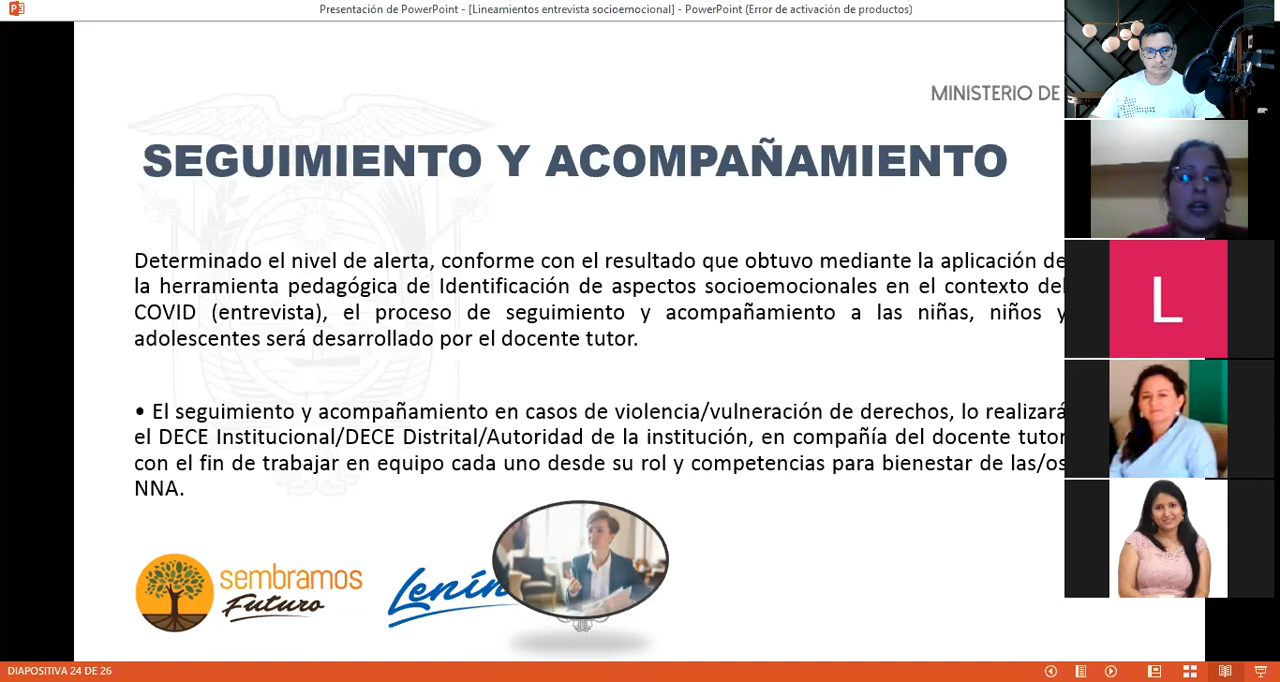 Presentación de PowerPoint - [Lineamientos entrevista socioemocional] - PowerPoint (Error de activación de productos)
MINISTERIO DE
SEGUIMIENTO Y ACOMPAÑAMIENTO
Determinado el nivel de alerta, conforme con el resultado que obtuvo mediante la aplicación de
la herramienta pedagógica de Identificación de aspectos socioemocionales en el contexto del
COVID (entrevista), el proceso de seguimiento y acompañamiento a las niñas, niños y
adolescentes será desarrollado por el docente tutor.
• El seguimiento y acompañamiento en casos de violencia/vulneración de derechos, lo realizará
el DECE Institucional/DECE Distrital/Autoridad de la institución, en compañía del docente tutor
con el fin de trabajar en equipo cada uno desde su rol y competencias para bienestar de las/os
NNA.
sembramos
Futuro
Lenín
L
DIAPOSITIVA 24 DE 26